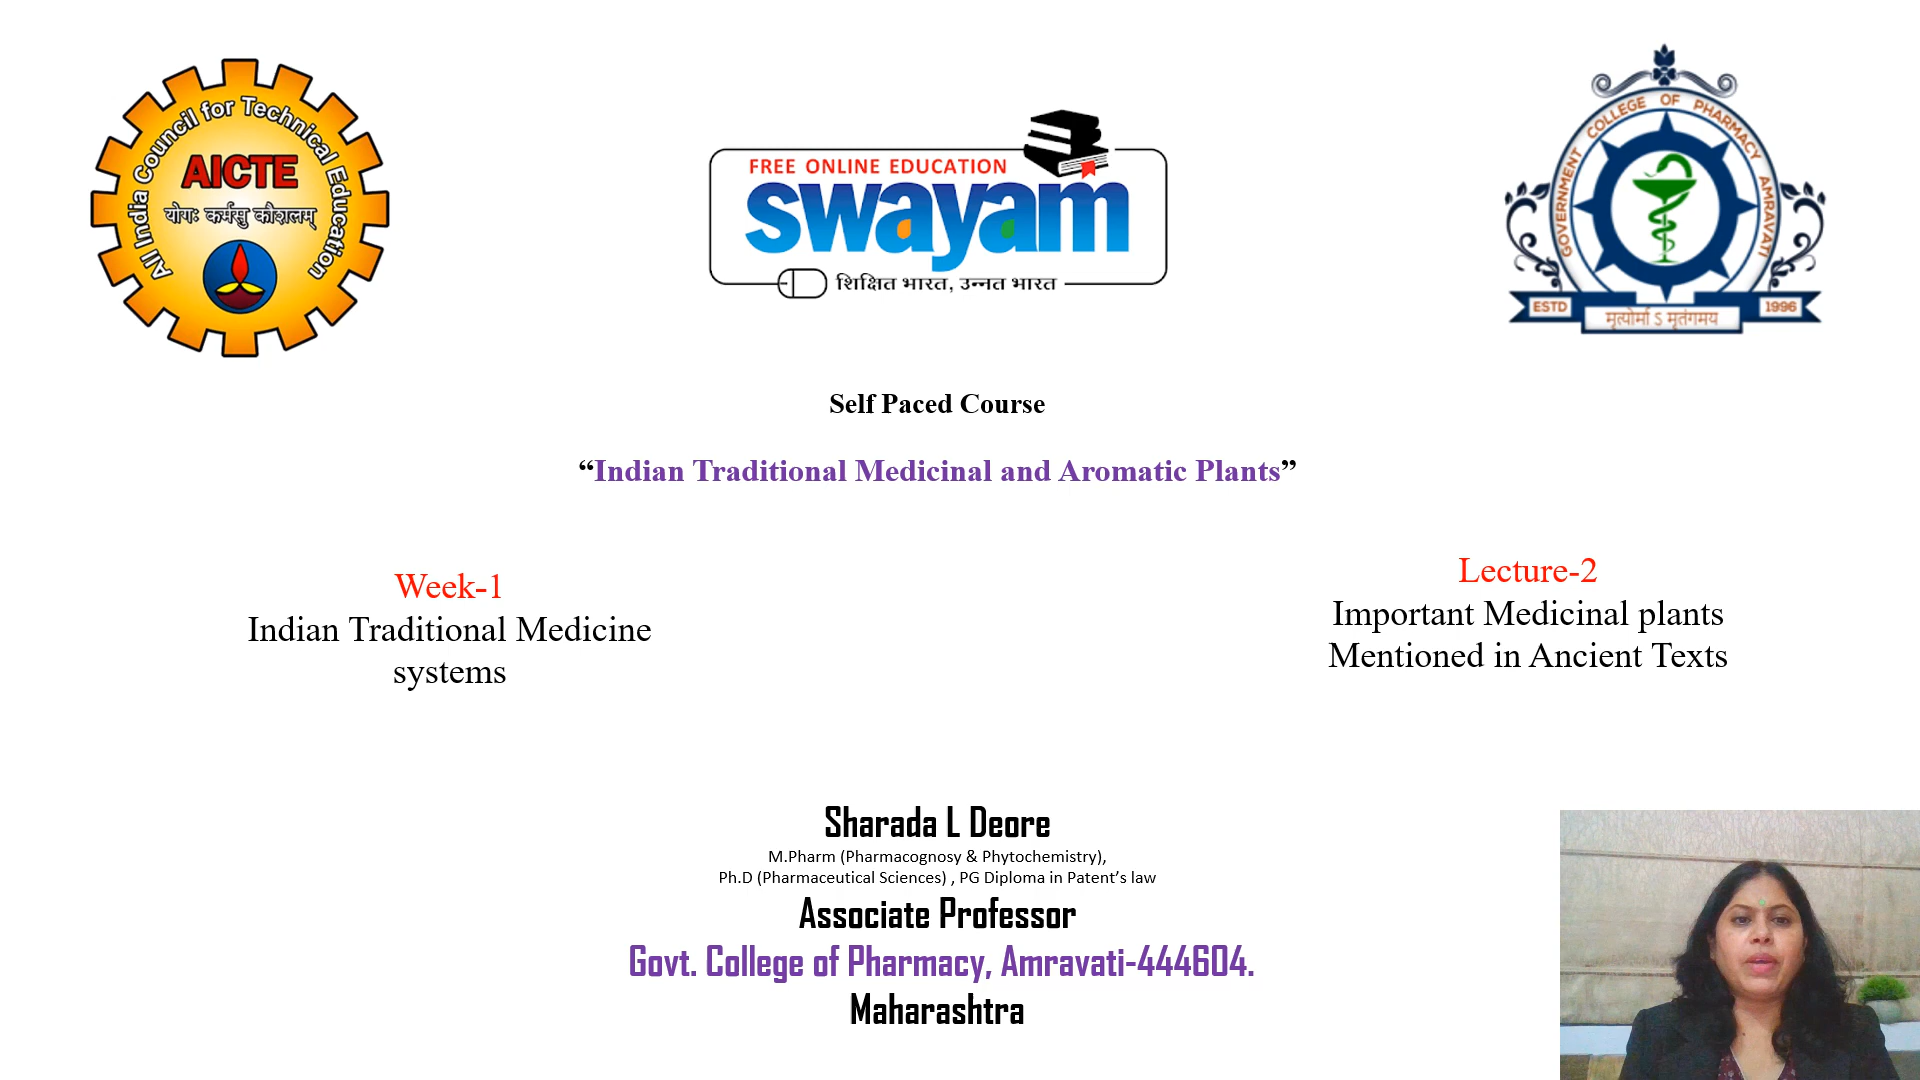 All India Council for Technical Education
AICTE
योगः कर्मसु कौशलम्
FREE ONLINE EDUCATION
swayam
शिक्षित भारत, उन्नत भारत
GOVERNMENT COLLEGE OF PHARMACY AMRAVATI
ESTD
1996
मृत्योर्मा ऽ मृतंगमय
Self Paced Course
“Indian Traditional Medicinal and Aromatic Plants”
Week-1
Indian Traditional Medicine
systems
Lecture-2
Important Medicinal plants
Mentioned in Ancient Texts
Sharada L Deore
M.Pharm (Pharmacognosy & Phytochemistry),
Ph.D (Pharmaceutical Sciences) , PG Diploma in Patent’s law
Associate Professor
Govt. College of Pharmacy, Amravati-444604.
Maharashtra